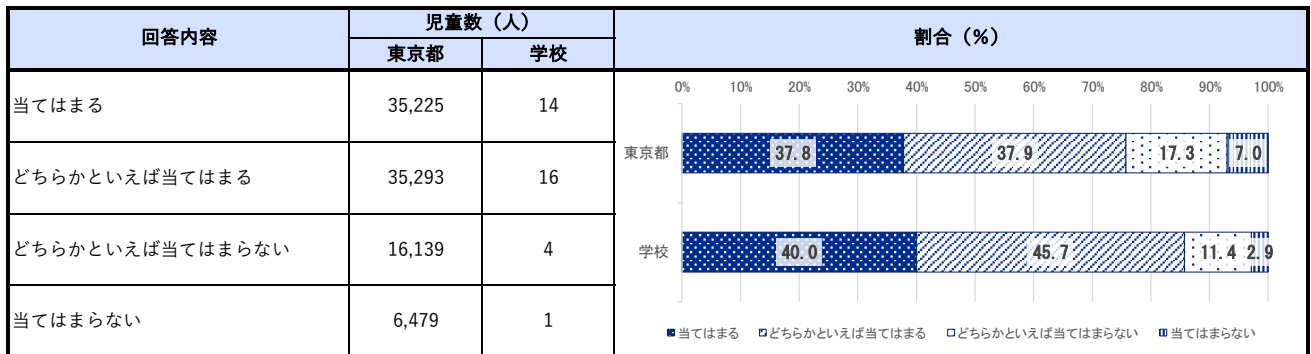 回答内容 児童数（人） 割合（%）
東京都 学校
当てはまる 35,225 14
どちらかといえば当てはまる 35,293 16
どちらかといえば当てはまらない 16,139 4
当てはまらない 6,479 1
0% 10% 20% 30% 40% 50% 60% 70% 80% 90% 100%
東京都 37.8 37.9 17.3 7.0
学校 40.0 45.7 11.4 2.9
当てはまる どちらかといえば当てはまる どちらかといえば当てはまらない 当てはまらない